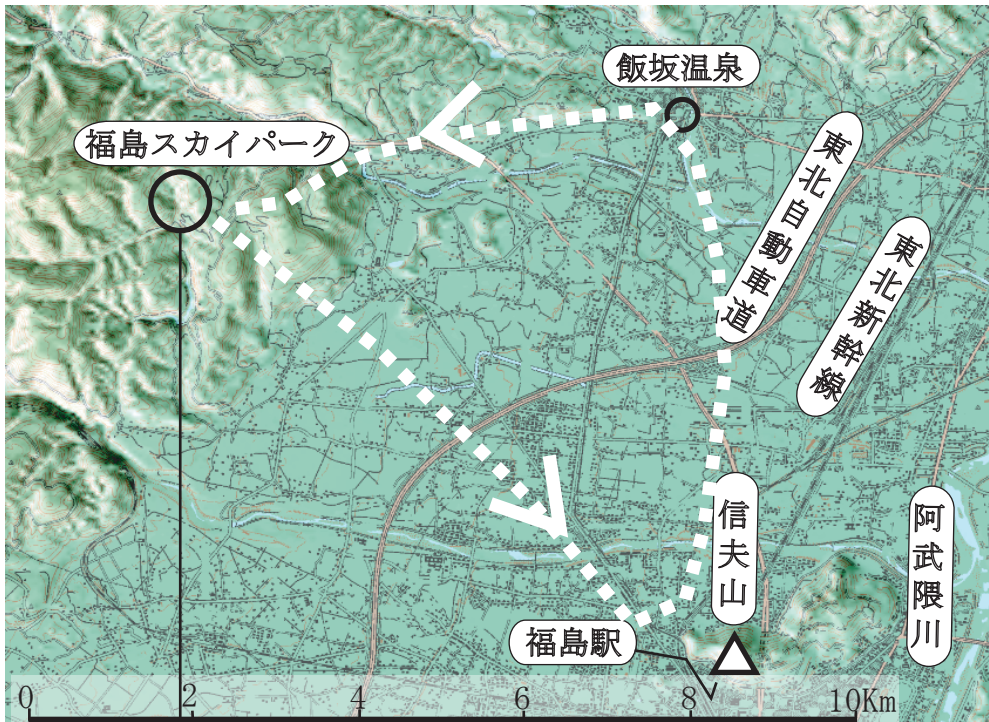 飯坂温泉
福島スカイパーク
東北自動車道
東北新幹線
信夫山
阿武隈川
福島駅
0 2 4 6 8 10Km